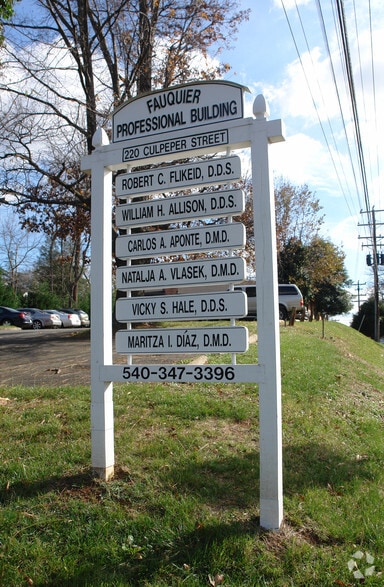 FAUQUIER
PROFESSIONAL BUILDING
220 CULPEPER STREET
ROBERT C. FLIKEID, D.D.S.
WILLIAM H. ALLISON, D.D.S.
CARLOS A. APONTE, D.M.D.
NATALJA A. VLASEK, D.M.D.
VICKY S. HALE, D.D.S.
MARITZA I. DÍAZ, D.M.D.
540-347-3396